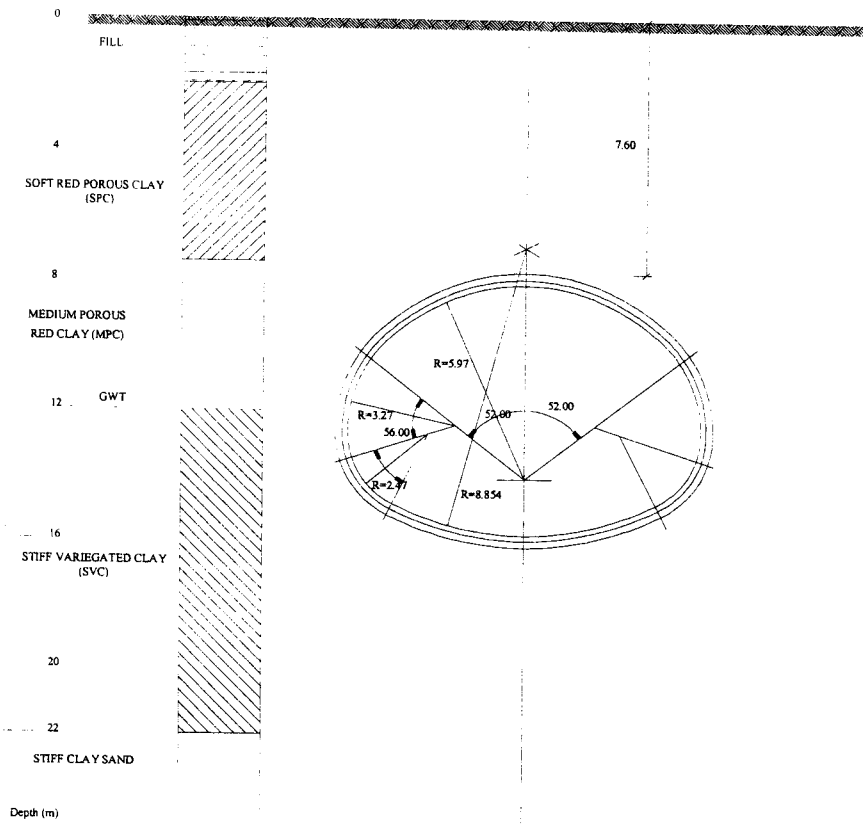 0
FILL
4
7.60
SOFT RED POROUS CLAY
(SPC)
8
MEDIUM POROUS
RED CLAY (MPC)
R=5.97
GWT
12
R=3.27
52.00
52.00
56.00
R=2.47
R=8.854
16
STIFF VARIEGATED CLAY
(SVC)
20
22
STIFF CLAY SAND
Depth (m)